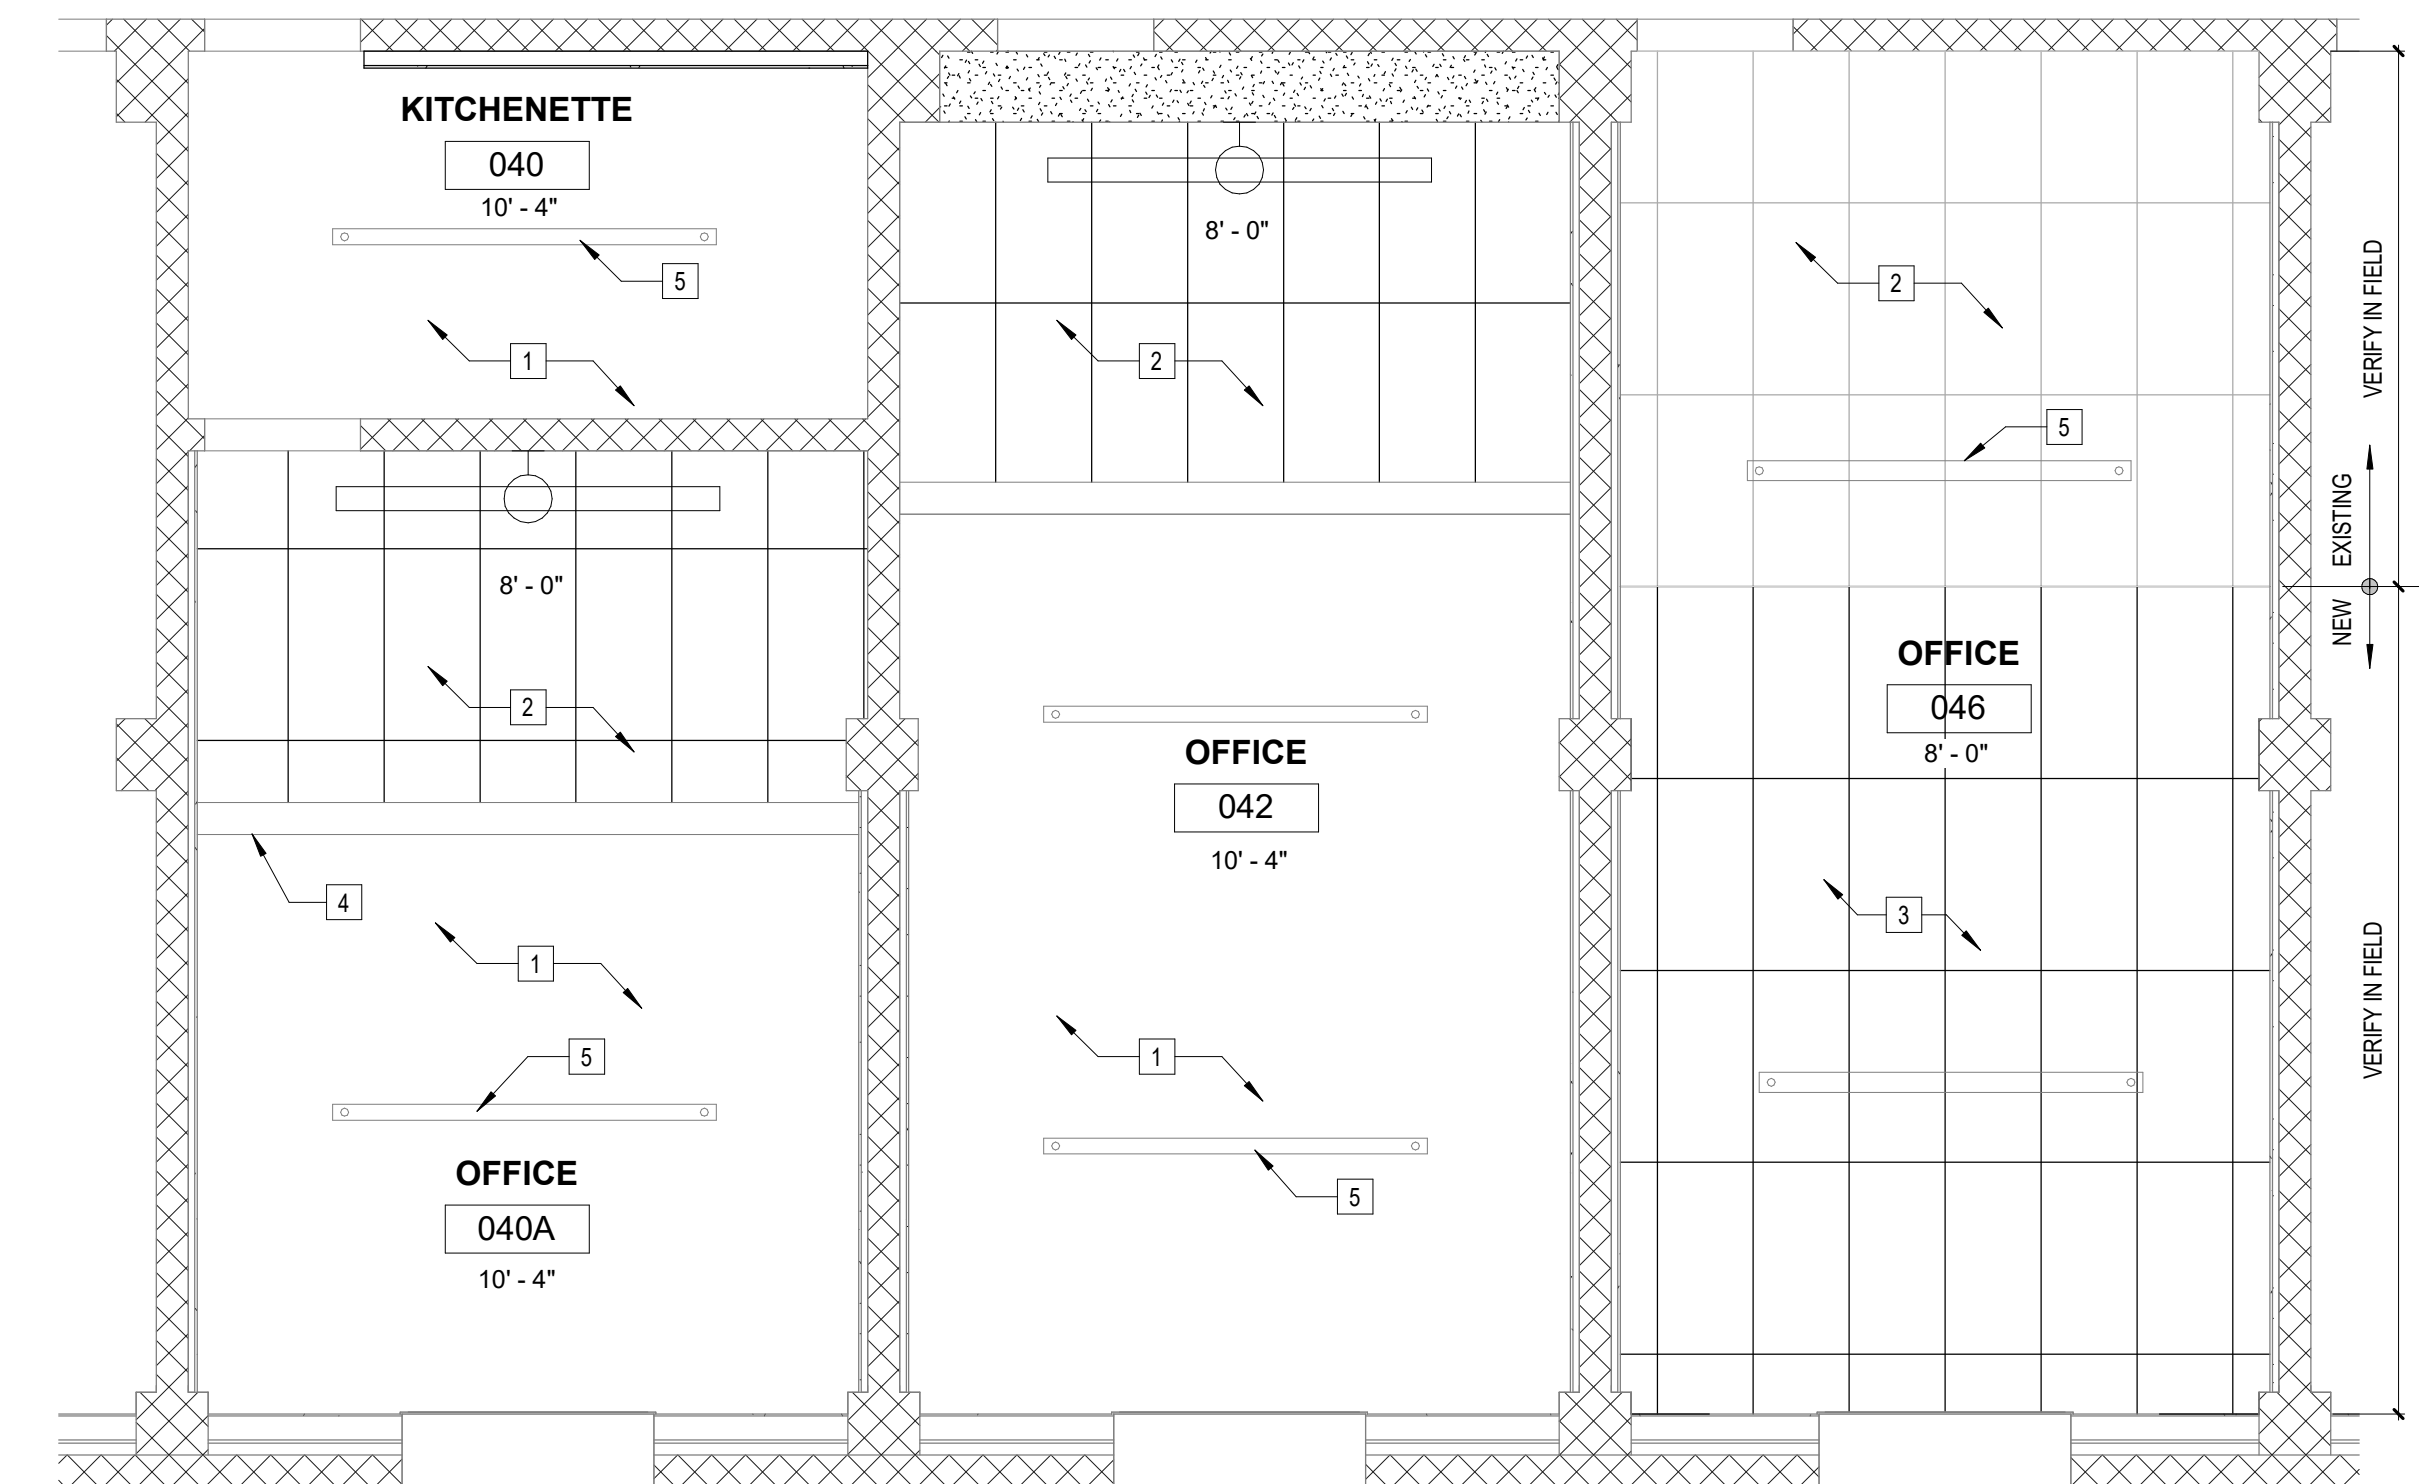 KITCHENETTE
040
10' - 4"
5
1
8' - 0"
2
4
1
5
OFFICE
040A
10' - 4"
8' - 0"
2
OFFICE
042
10' - 4"
1
5
2
5
OFFICE
046
8' - 0"
3
VERIFY IN FIELD
EXISTING
NEW
VERIFY IN FIELD